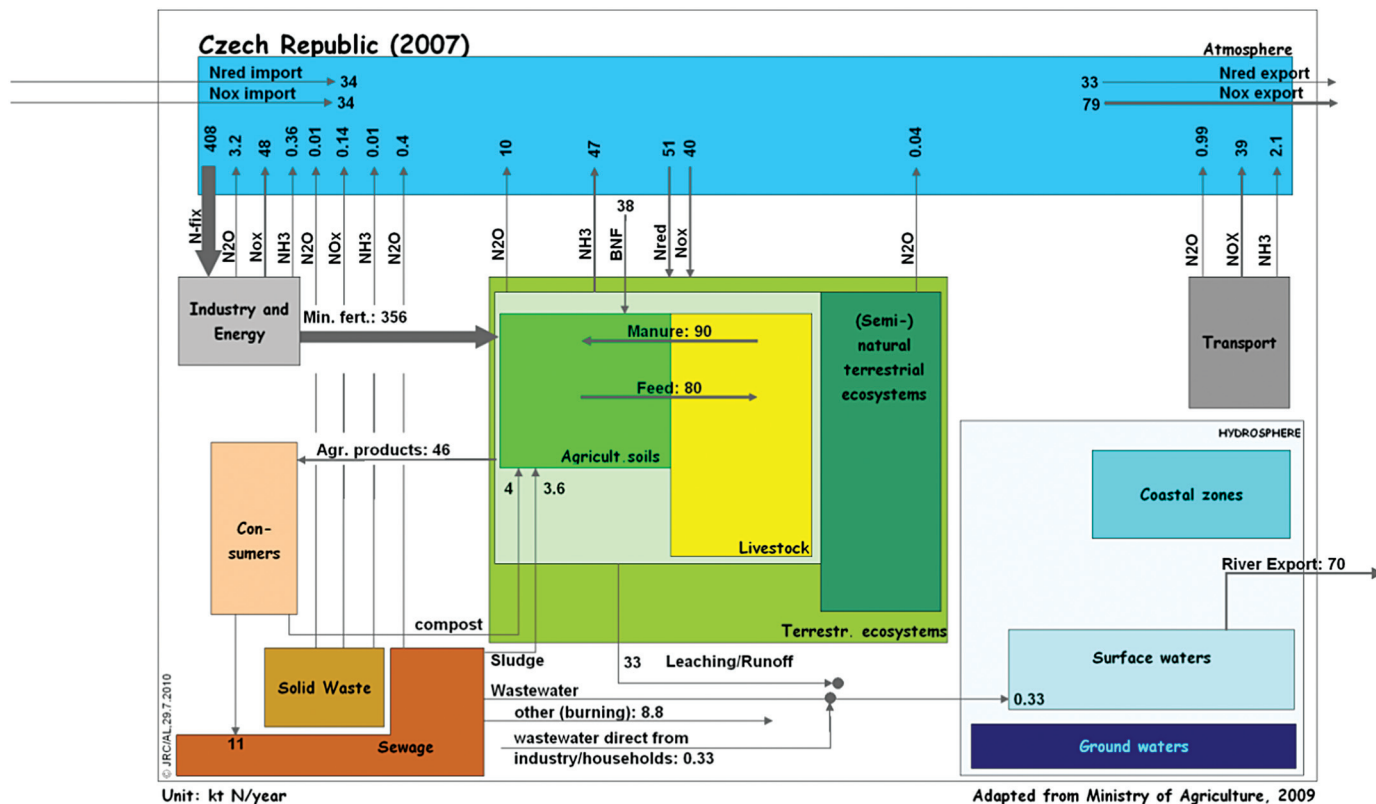 Czech Republic (2007)
Atmosphere
Nred import
34
33
Nred export
Nox import
34
79
Nox export
408
3.2
48
0.36
0.01
0.14
0.01
0.4
10
47
51
40
0.04
0.99
39
2.1
N-fix
N2O
Nox
NH3
N2O
NOx
NH3
N2O
N2O
NH3
38
BNF
Nred
Nox
N2O
N2O
NOX
NH3
Industry and
Energy
Min. fert.: 356
Manure: 90
Feed: 80
(Semi-)
natural
terrestrial
ecosystems
Transport
HYDROSPHERE
Agr. products: 46
Agricult.soils
4
3.6
Coastal zones
Con-
sumers
Livestock
River Export: 70
compost
Terrestr. ecosystems
Sludge
33
Leaching/Runoff
Surface waters
Solid Waste
Wastewater
0.33
other (burning): 8.8
11
Sewage
wastewater direct from
industry/households: 0.33
Ground waters
© JRC/AL,29.7.2010
Unit: kt N/year
Adapted from Ministry of Agriculture, 2009